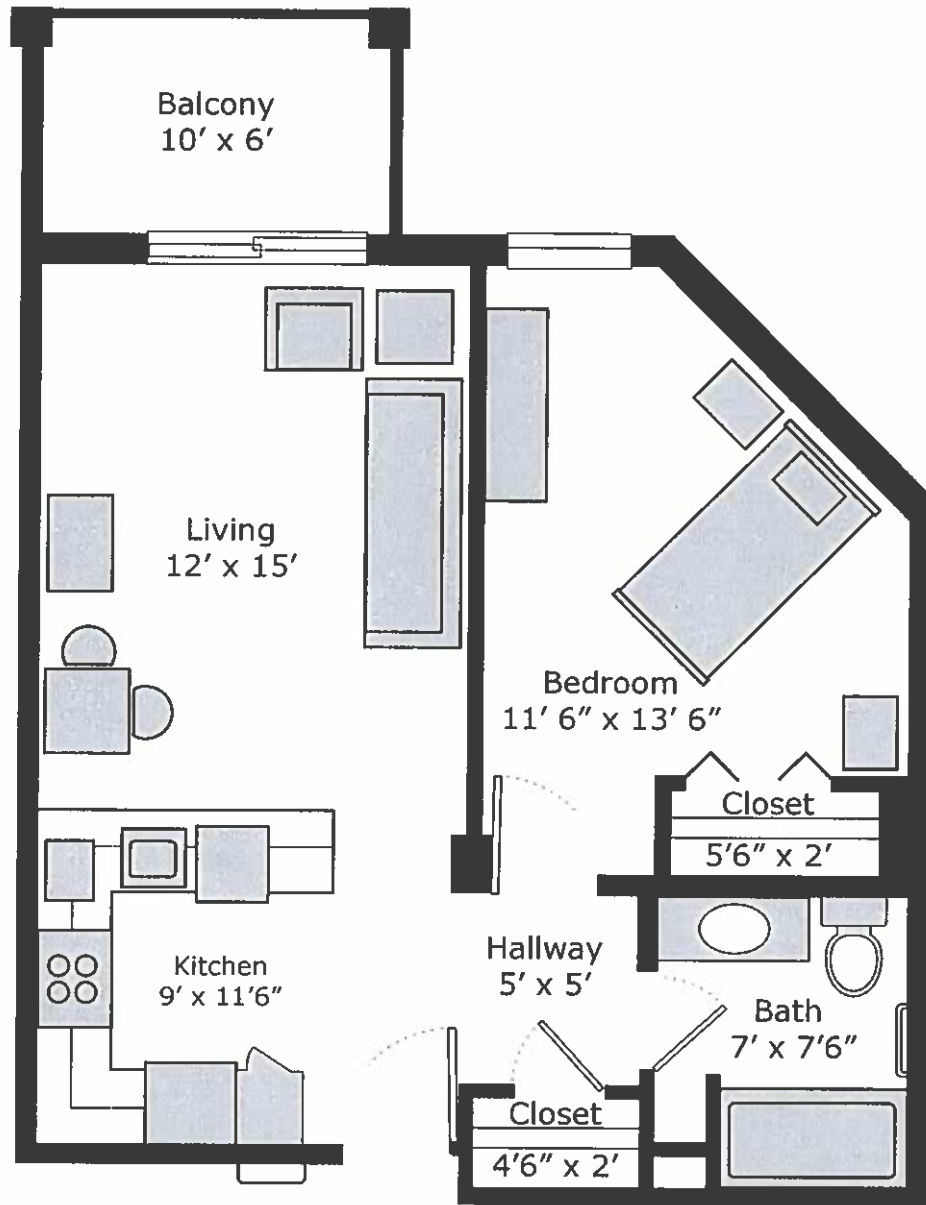 Balcony
10′ x 6′
Living
12′ x 15′
Bedroom
11′ 6″ x 13′ 6″
Closet
5′6″ x 2′
Kitchen
9′ x 11′6″
Hallway
5′ x 5′
Bath
7′ x 7′6″
Closet
4′6″ x 2′